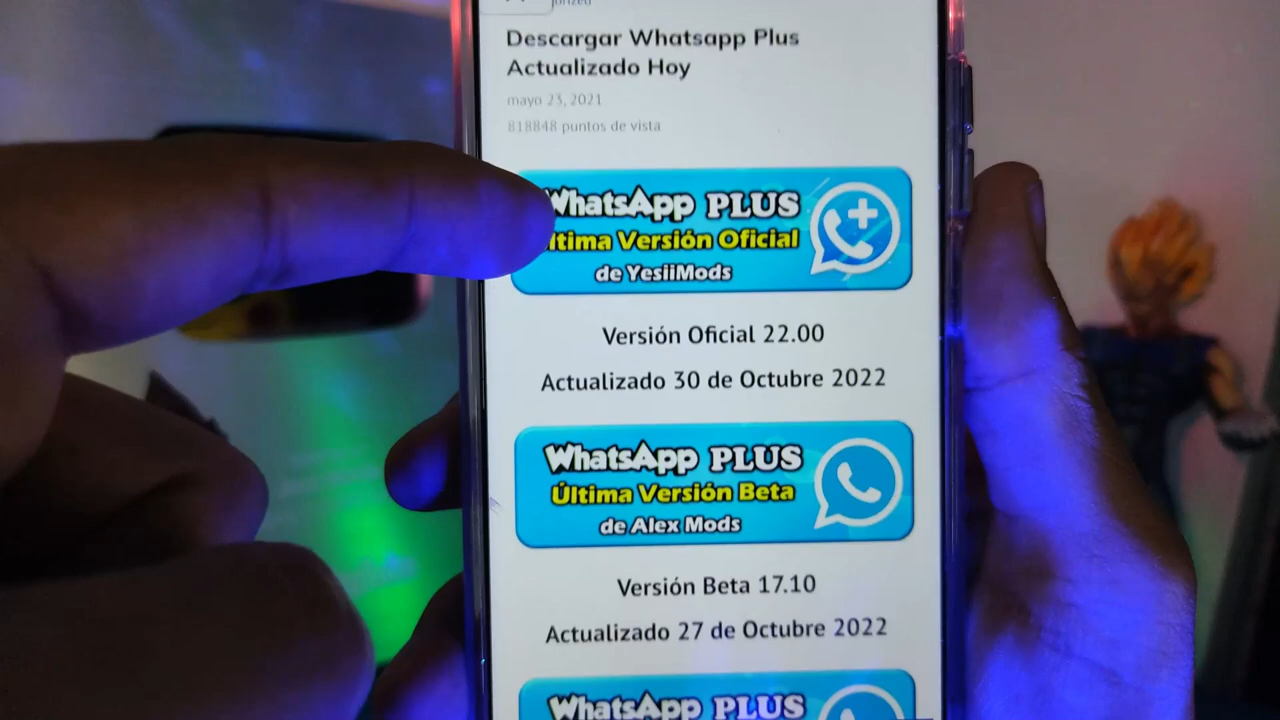 Descargar Whatsapp Plus
Actualizado Hoy
mayo 23, 2021
818848 puntos de vista
WhatsApp PLUS
ltima Versión Oficial
de YesiiMods
Versión Oficial 22.00
Actualizado 30 de Octubre 2022
WhatsApp PLUS
Última Versión Beta
de Alex Mods
Versión Beta 17.10
Actualizado 27 de Octubre 2022
WhatsApp PLUS